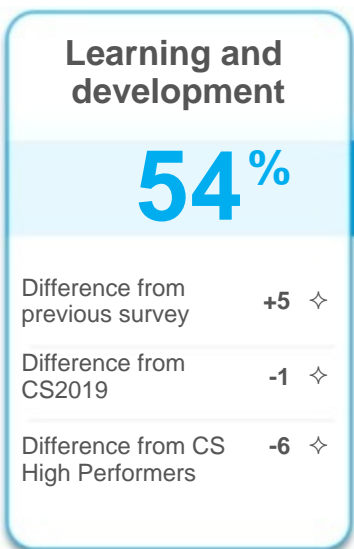 Learning and
development
54%
Difference from
previous survey +5 ✧
Difference from
CS2019 -1 ✧
Difference from CS -6 ✧
High Performers